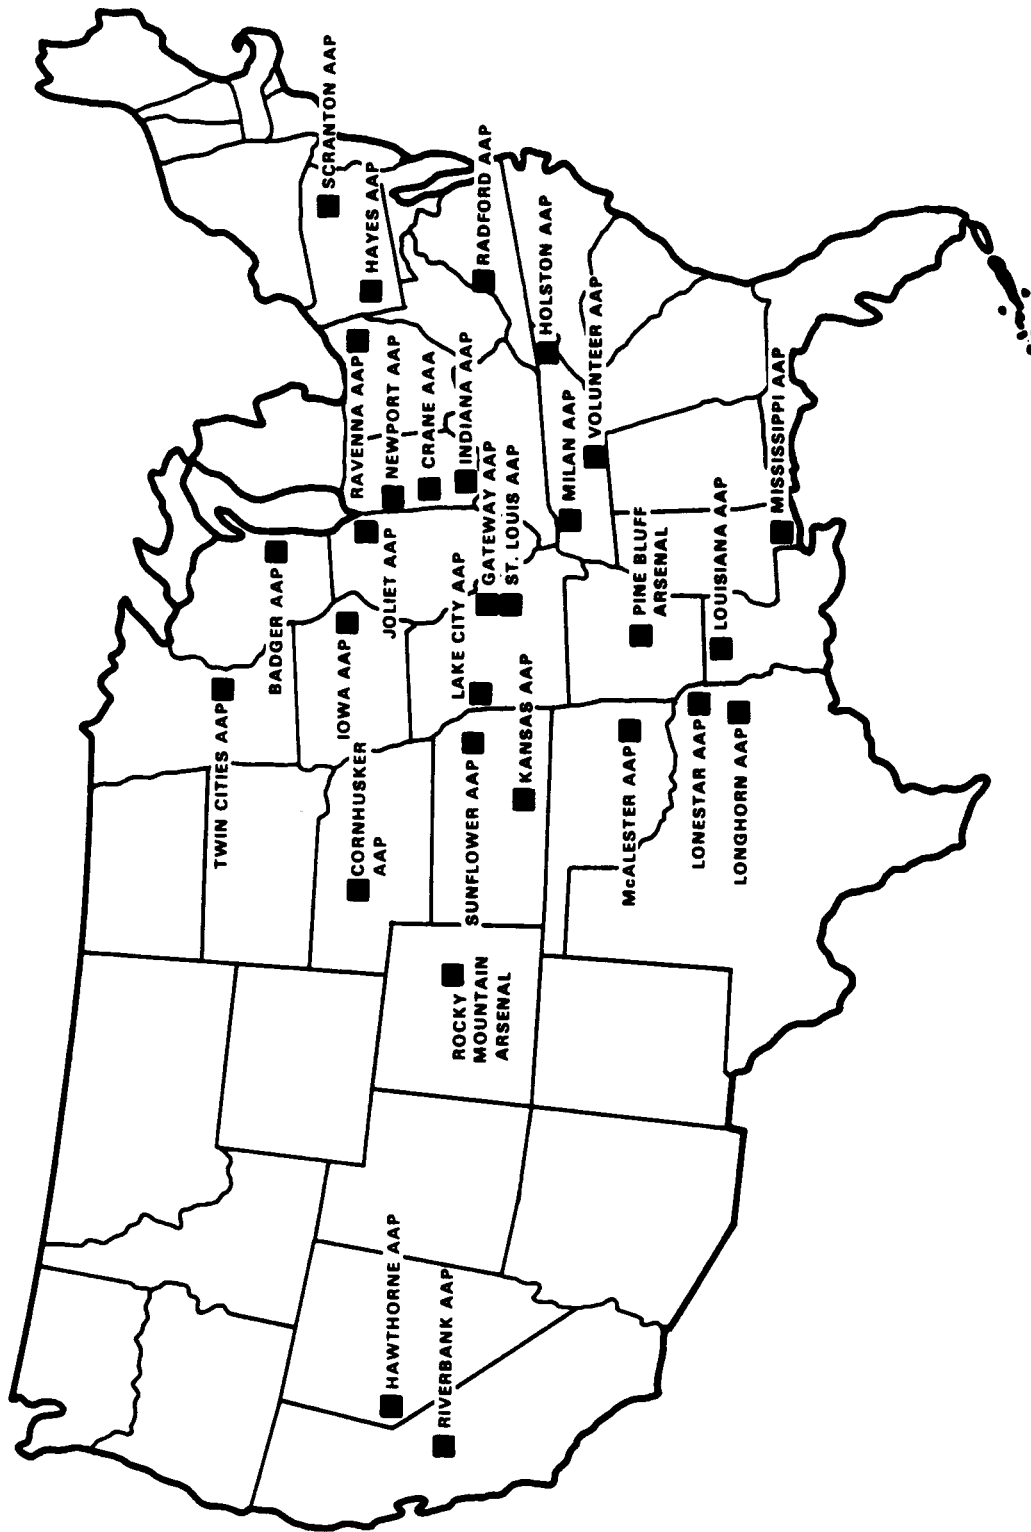 TWIN CITIES AAP
BADGER AAP
SCRANTON AAP
HAYES AAP
RAVENNA AAP
NEWPORT AAP
CRANE AAA
INDIANA AAP
JOLIET AAP
IOWA AAP
CORNHUSKER
AAP
HAWTHORNE AAP
RIVERBANK AAP
ROCKY
MOUNTAIN
ARSENAL
SUNFLOWER AAP
LAKE CITY AAP
GATEWAY AAP
ST. LOUIS AAP
KANSAS AAP
RADFORD AAP
HOLSTON AAP
MILAN AAP
VOLUNTEER AAP
McALESTER AAP
PINE BLUFF
ARSENAL
LONESTAR AAP
LONGHORN AAP
LOUISIANA AAP
MISSISSIPPI AAP